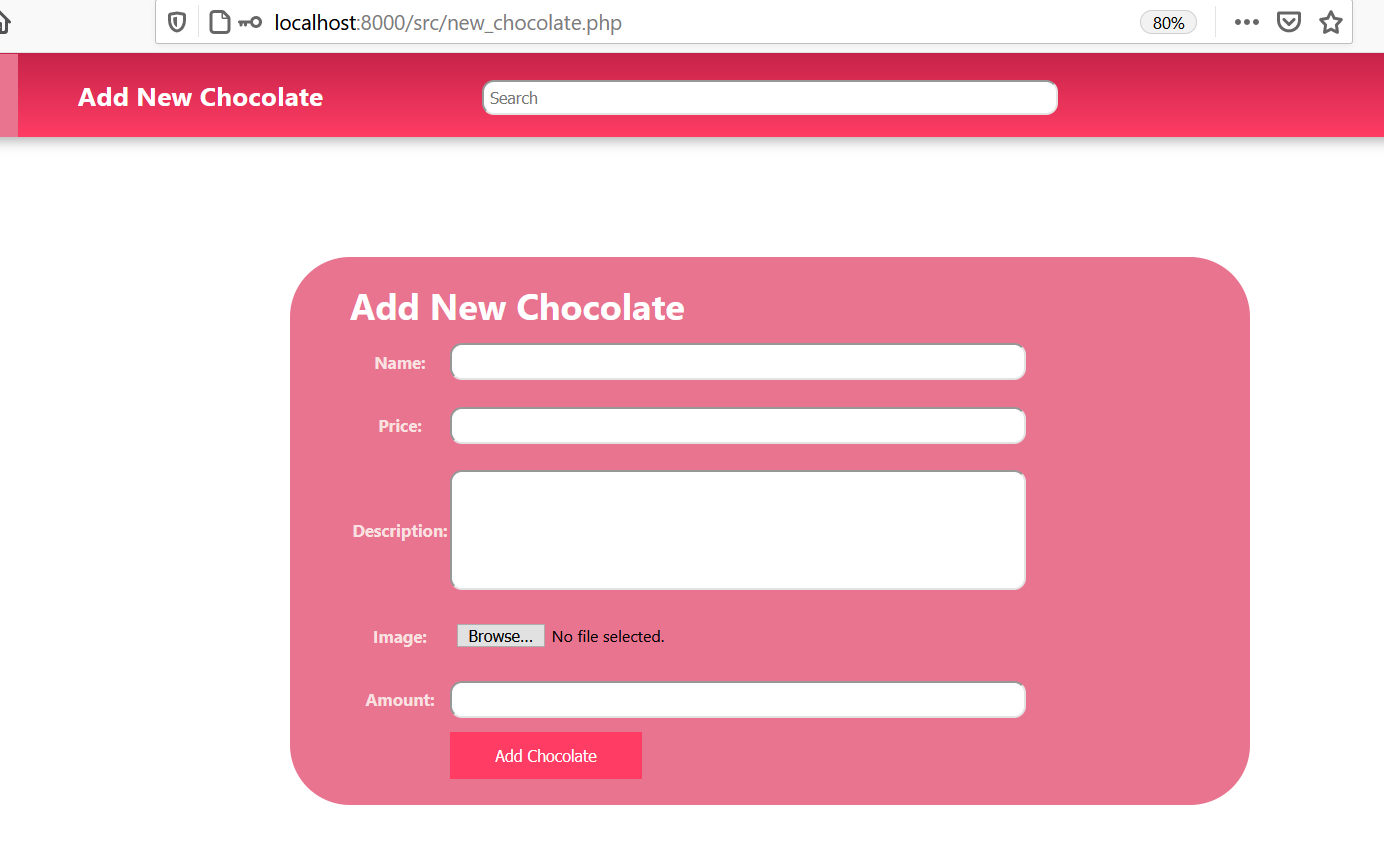 localhost:8000/src/new_chocolate.php 80%
Add New Chocolate Search
Add New Chocolate
Name:
Price:
Description:
Image: Browse... No file selected.
Amount:
Add Chocolate